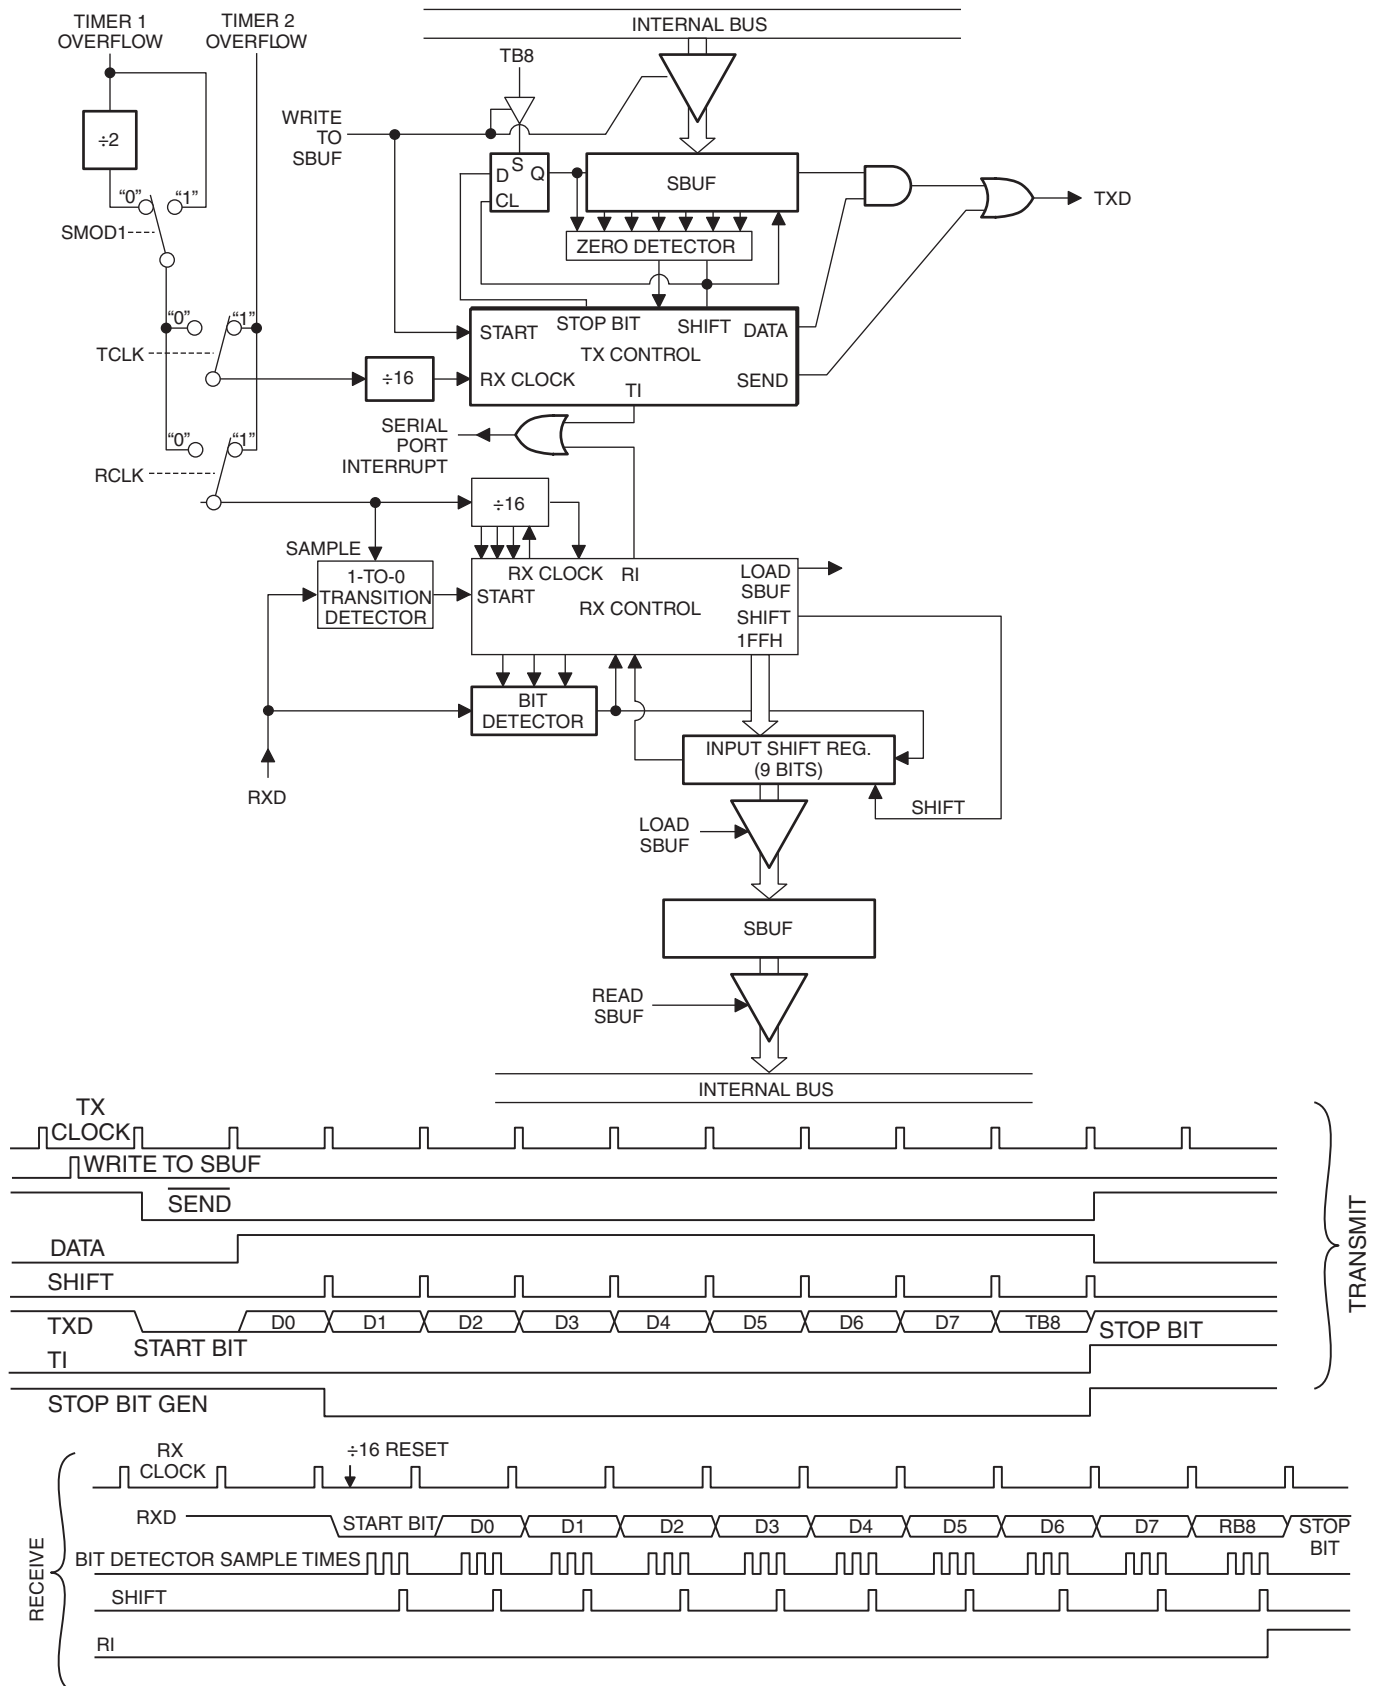 TIMER 1
OVERFLOW
TIMER 2
OVERFLOW
INTERNAL BUS
TB8
WRITE
TO
SBUF
÷2
D
S
Q
CL
SBUF
TXD
"0"
"1"
SMOD1
ZERO DETECTOR
"0"
"1"
TCLK
START
STOP BIT
SHIFT
DATA
TX CONTROL
÷16
RX CLOCK
TI
SEND
SERIAL
PORT
INTERRUPT
"0"
"1"
RCLK
÷16
SAMPLE
1-TO-0
TRANSITION
DETECTOR
RX CLOCK
RI
LOAD
SBUF
START
RX CONTROL
SHIFT
1FFH
BIT
DETECTOR
INPUT SHIFT REG.
(9 BITS)
RXD
SHIFT
LOAD
SBUF
SBUF
READ
SBUF
INTERNAL BUS
TX
CLOCK
WRITE TO SBUF
SEND
DATA
SHIFT
TXD
START BIT
D0
D1
D2
D3
D4
D5
D6
D7
TB8
STOP BIT
TI
STOP BIT GEN
TRANSMIT
RX
CLOCK
÷16 RESET
RXD
START BIT
D0
D1
D2
D3
D4
D5
D6
D7
RB8
STOP
BIT
BIT DETECTOR SAMPLE TIMES
SHIFT
RI
RECEIVE